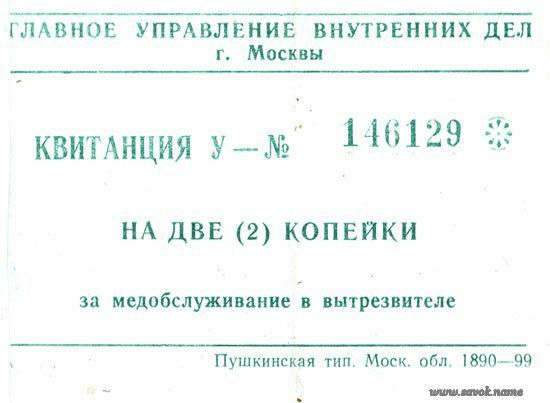 ГЛАВНОЕ УПРАВЛЕНИЕ ВНУТРЕННИХ ДЕЛ
г. Москвы
КВИТАНЦИЯ У — № 146129
НА ДВЕ (2) КОПЕЙКИ
за медобслуживание в вытрезвителе
Пушкинская тип. Моск. обл. 1890—99
www.savok.name